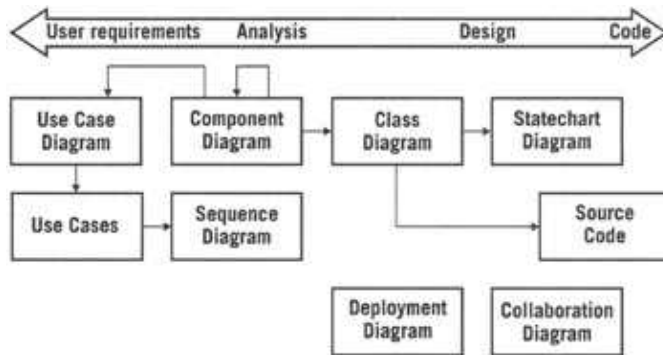 User requirements Analysis Design Code
Use Case Component Class Statechart
Diagram Diagram Diagram Diagram
Use Cases Sequence Source
Diagram Code
Deployment Collaboration
Diagram Diagram